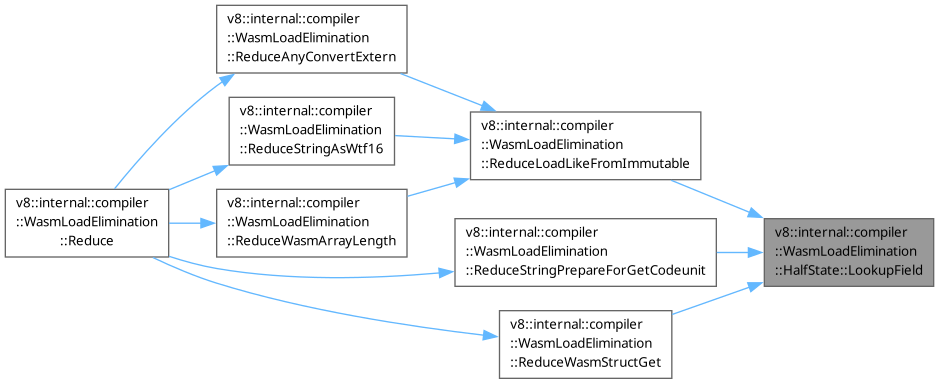 v8::internal::compiler
::WasmLoadElimination
::ReduceAnyConvertExtern
v8::internal::compiler
::WasmLoadElimination
::ReduceStringAsWtf16
v8::internal::compiler
::WasmLoadElimination
::ReduceLoadLikeFromImmutable
v8::internal::compiler
::WasmLoadElimination
::Reduce
v8::internal::compiler
::WasmLoadElimination
::ReduceWasmArrayLength
v8::internal::compiler
::WasmLoadElimination
::ReduceStringPrepareForGetCodeunit
v8::internal::compiler
::WasmLoadElimination
::HalfState::LookupField
v8::internal::compiler
::WasmLoadElimination
::ReduceWasmStructGet